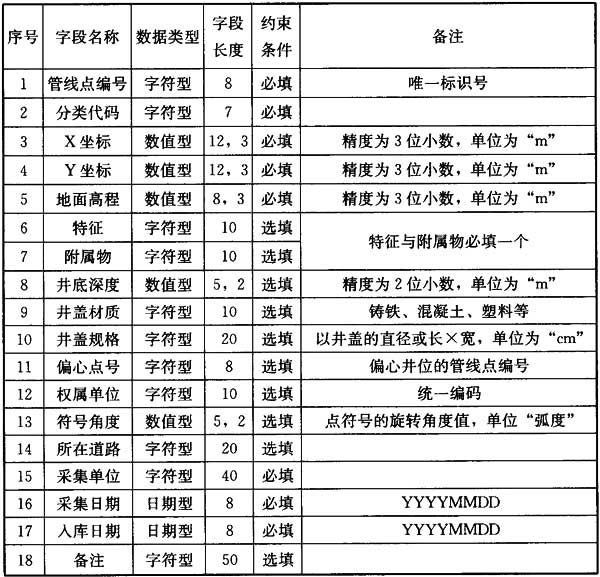 序号 字段名称 数据类型 字段长度 约束条件 备注
1 管线点编号 字符型 8 必填 唯一标识号
2 分类代码 字符型 7 必填
3 X坐标 数值型 12，3 必填 精度为3位小数，单位为“m”
4 Y坐标 数值型 12，3 必填 精度为3位小数，单位为“m”
5 地面高程 数值型 8，3 必填 精度为3位小数，单位为“m”
6 特征 字符型 10 选填 特征与附属物必填一个
7 附属物 字符型 10 选填
8 井底深度 数值型 5，2 选填 精度为2位小数，单位为“m”
9 井盖材质 字符型 10 选填 铸铁、混凝土、塑料等
10 井盖规格 字符型 20 选填 以井盖的直径或长×宽，单位为“cm”
11 偏心点号 字符型 8 选填 偏心井位的管线点编号
12 权属单位 字符型 10 选填 统一编码
13 符号角度 数值型 5，2 选填 点符号的旋转角度值，单位“弧度”
14 所在道路 字符型 20 选填
15 采集单位 字符型 40 必填
16 采集日期 日期型 8 必填 YYYYMMDD
17 入库日期 日期型 8 必填 YYYYMMDD
18 备注 字符型 50 选填